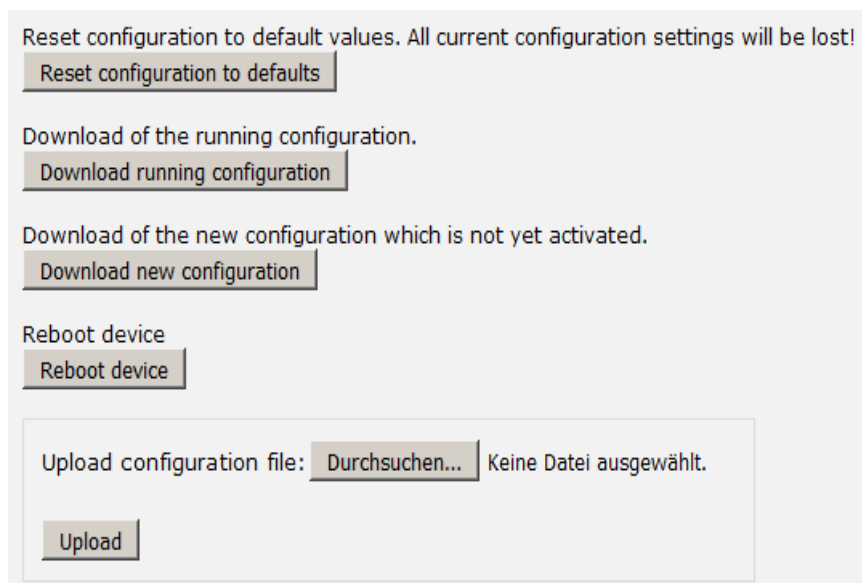 Reset configuration to default values. All current configuration settings will be lost!
Reset configuration to defaults
Download of the running configuration.
Download running configuration
Download of the new configuration which is not yet activated.
Download new configuration
Reboot device
Reboot device
Upload configuration file: Durchsuchen... Keine Datei ausgewählt.
Upload